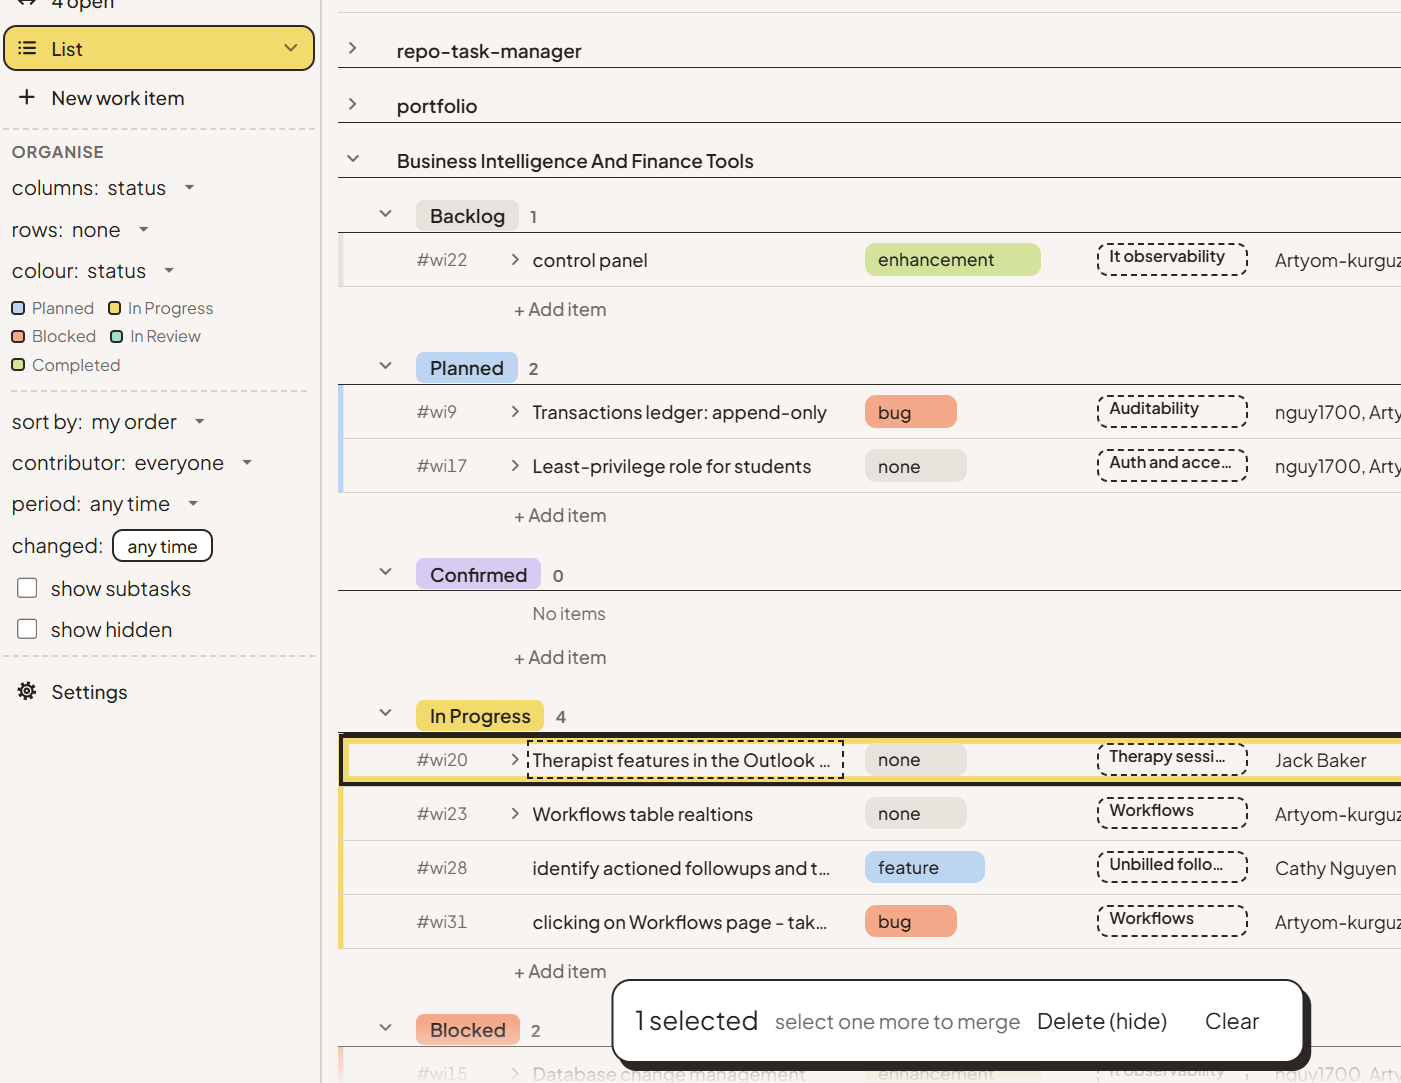 4 open
List
New work item
ORGANISE
columns: status
rows: none
colour: status
Planned In Progress
Blocked In Review
Completed
sort by: my order
contributor: everyone
period: any time
changed: any time
show subtasks
show hidden
Settings
repo-task-manager
portfolio
Business Intelligence And Finance Tools
Backlog 1
#wi22 control panel enhancement It observability Artyom-kurguz
+ Add item
Planned 2
#wi9 Transactions ledger: append-only bug Auditability nguy1700, Arty
#wi17 Least-privilege role for students none Auth and acce... nguy1700, Arty
+ Add item
Confirmed 0
No items
+ Add item
In Progress 4
#wi20 Therapist features in the Outlook ... none Therapy sessi... Jack Baker
#wi23 Workflows table realtions none Workflows Artyom-kurguz
#wi28 identify actioned followups and t... feature Unbilled follo... Cathy Nguyen
#wi31 clicking on Workflows page - tak... bug Workflows Artyom-kurguz
+ Add item
Blocked 2
#wi15 Database change management enhancement It observability nguy1700, Arty
1 selected select one more to merge Delete (hide) Clear